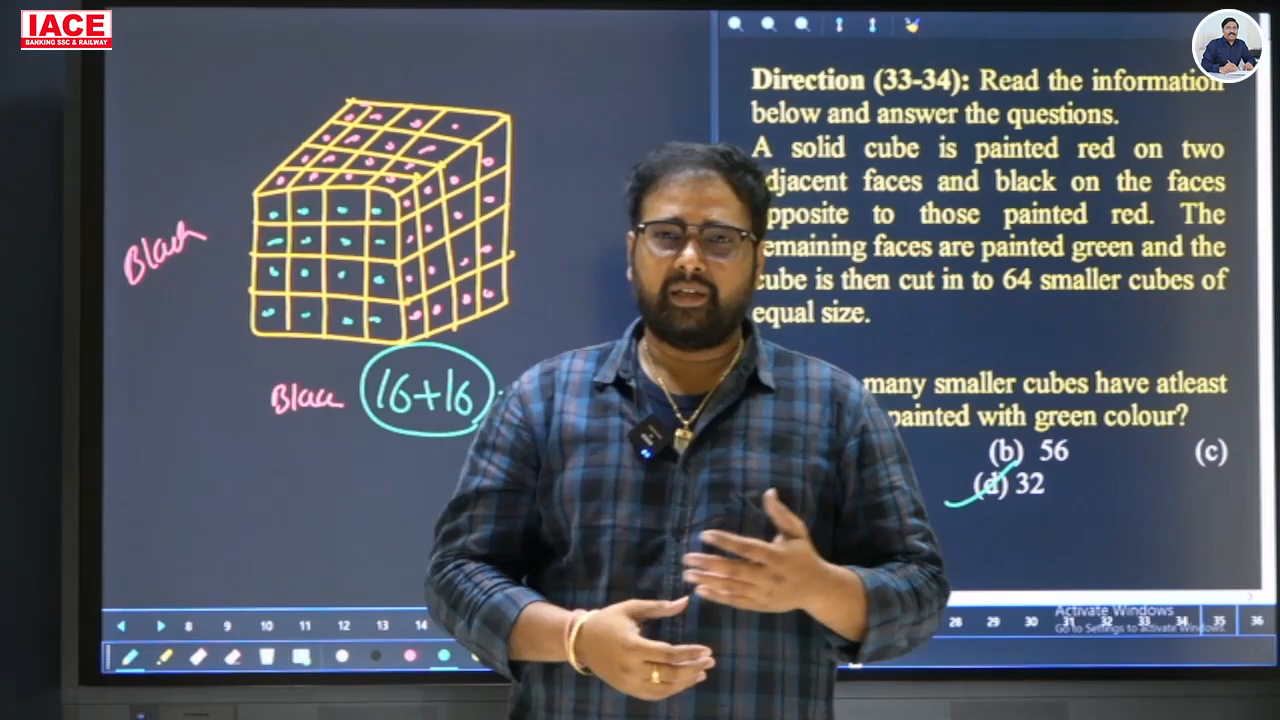 IACE
BANKING SSC & RAILWAY
Direction (33-34): Read the information
below and answer the questions.
A solid cube is painted red on two
djacent faces and black on the faces
pposite to those painted red. The
emaining faces are painted green and the
cube is then cut in to 64 smaller cubes of
equal size.
many smaller cubes have atleast
painted with green colour?
(b) 56 (c)
(d) 32
Black
Black 16+16
Activate Windows
Go to Settings to activate Windows.
8 9 10 11 12 13 14 28 29 30 31 32 33 34 35 36